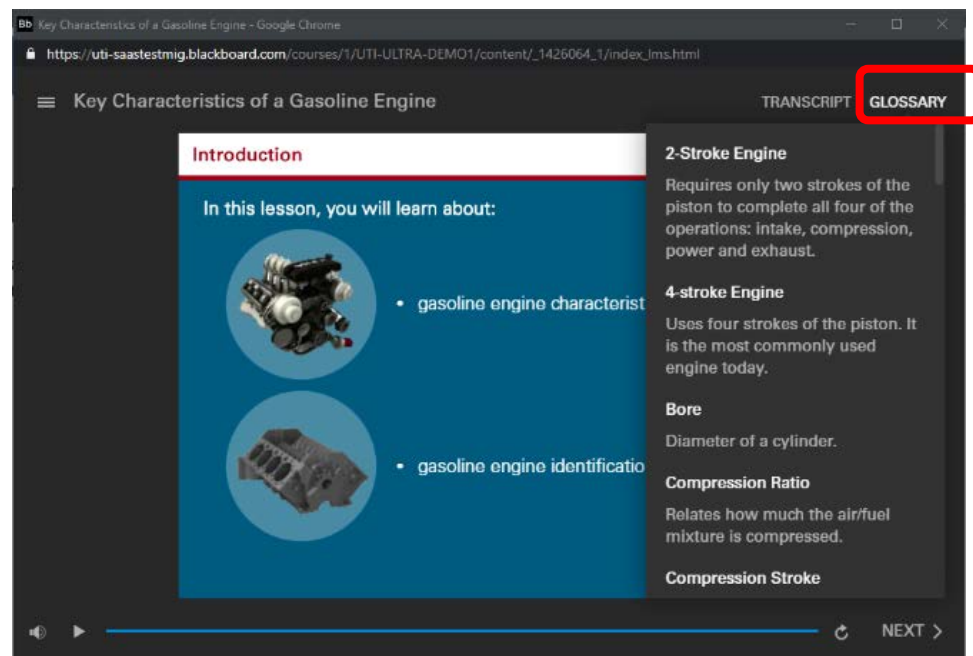 Bb Key Characteristics of a Gasoline Engine - Google Chrome
https://uti-saastestmig.blackboard.com/courses/1/UTI-ULTRA-DEMO1/content/_1426064_1/index_lms.html
Key Characteristics of a Gasoline Engine
TRANSCRIPT GLOSSARY
Introduction
In this lesson, you will learn about:
• gasoline engine characterist
• gasoline engine identificatio
2-Stroke Engine
Requires only two strokes of the
piston to complete all four of the
operations: intake, compression,
power and exhaust.
4-stroke Engine
Uses four strokes of the piston. It
is the most commonly used
engine today.
Bore
Diameter of a cylinder.
Compression Ratio
Relates how much the air/fuel
mixture is compressed.
Compression Stroke
NEXT >